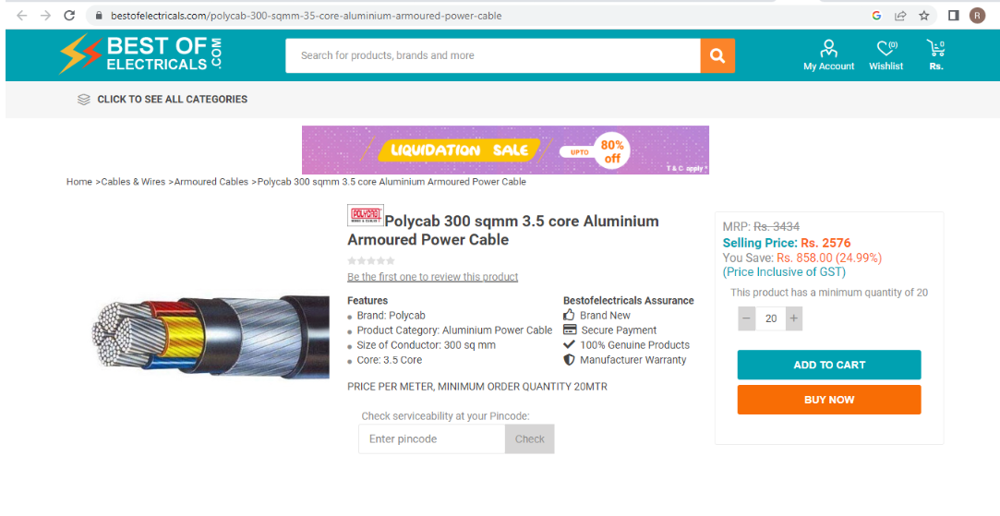 bestofelectricals.com/polycab-300-sqmm-35-core-aluminium-armoured-power-cable
R
BEST OF
ELECTRICALS
.COM
Search for products, brands and more
My Account
(0)
Wishlist
0
Rs.
CLICK TO SEE ALL CATEGORIES
LIQUIDATION SALE
UPTO
80%
off
T & C apply*
Home >Cables & Wires >Armoured Cables >Polycab 300 sqmm 3.5 core Aluminium Armoured Power Cable
POLYCAB
WIRES & CABLES
Polycab 300 sqmm 3.5 core Aluminium
Armoured Power Cable
Be the first one to review this product
Features
Brand: Polycab
Product Category: Aluminium Power Cable
Size of Conductor: 300 sq mm
Core: 3.5 Core
Bestofelectricals Assurance
Brand New
Secure Payment
100% Genuine Products
Manufacturer Warranty
PRICE PER METER, MINIMUM ORDER QUANTITY 20MTR
Check serviceability at your Pincode:
Enter pincode
Check
MRP: Rs. 3434
Selling Price: Rs. 2576
You Save: Rs. 858.00 (24.99%)
(Price Inclusive of GST)
This product has a minimum quantity of 20
− 20 +
ADD TO CART
BUY NOW